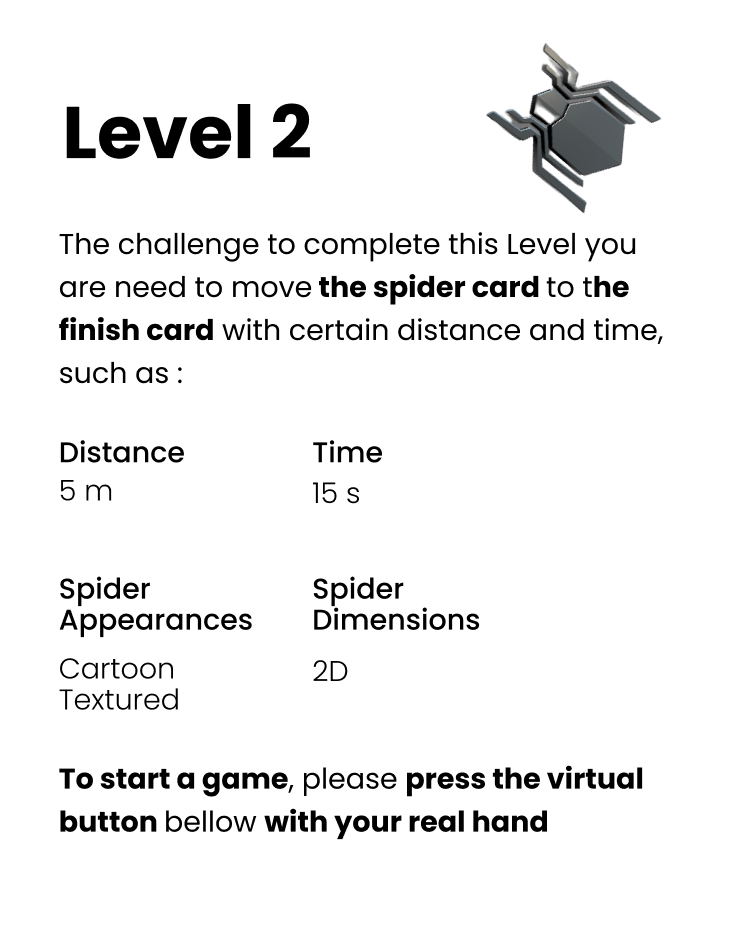 Level 2
The challenge to complete this Level you
are need to move the spider card to the
finish card with certain distance and time,
such as :
Distance
5 m
Time
15 s
Spider
Appearances
Cartoon
Textured
Spider
Dimensions
2D
To start a game, please press the virtual
button bellow with your real hand